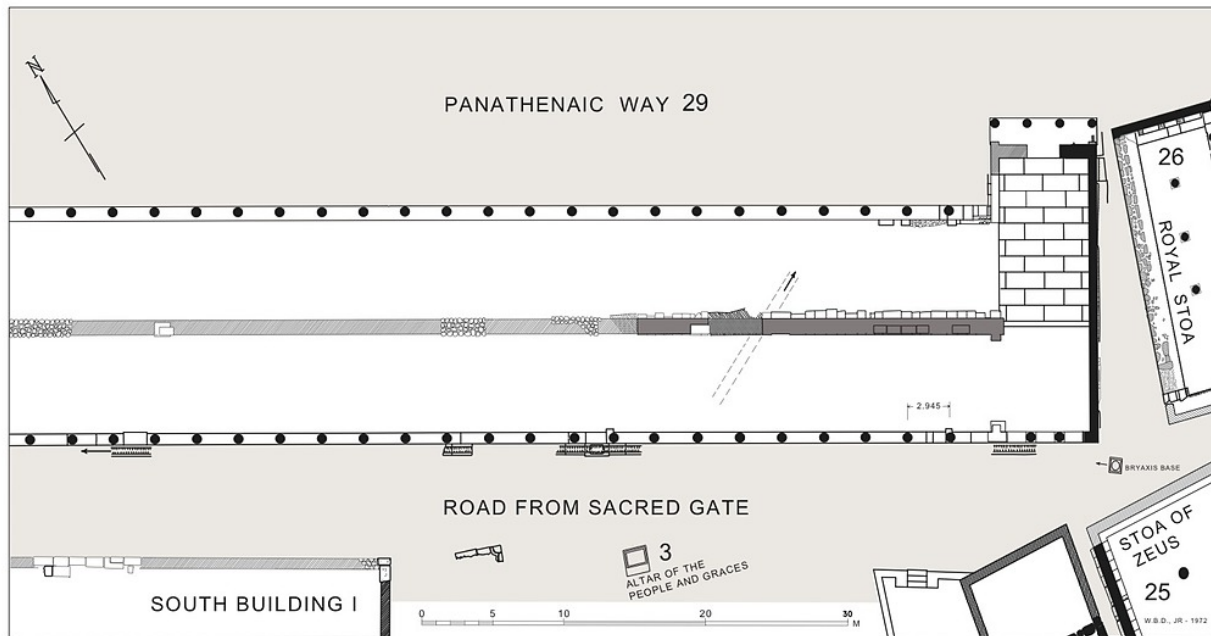 N
PANATHENAIC WAY 29
26
ROYAL STOA
2.945
BRYAXIS BASE
ROAD FROM SACRED GATE
3
ALTAR OF THE
PEOPLE AND GRACES
STOA OF
ZEUS
25
SOUTH BUILDING I
0 5 10 20 30
M
W.B.D., JR - 1972